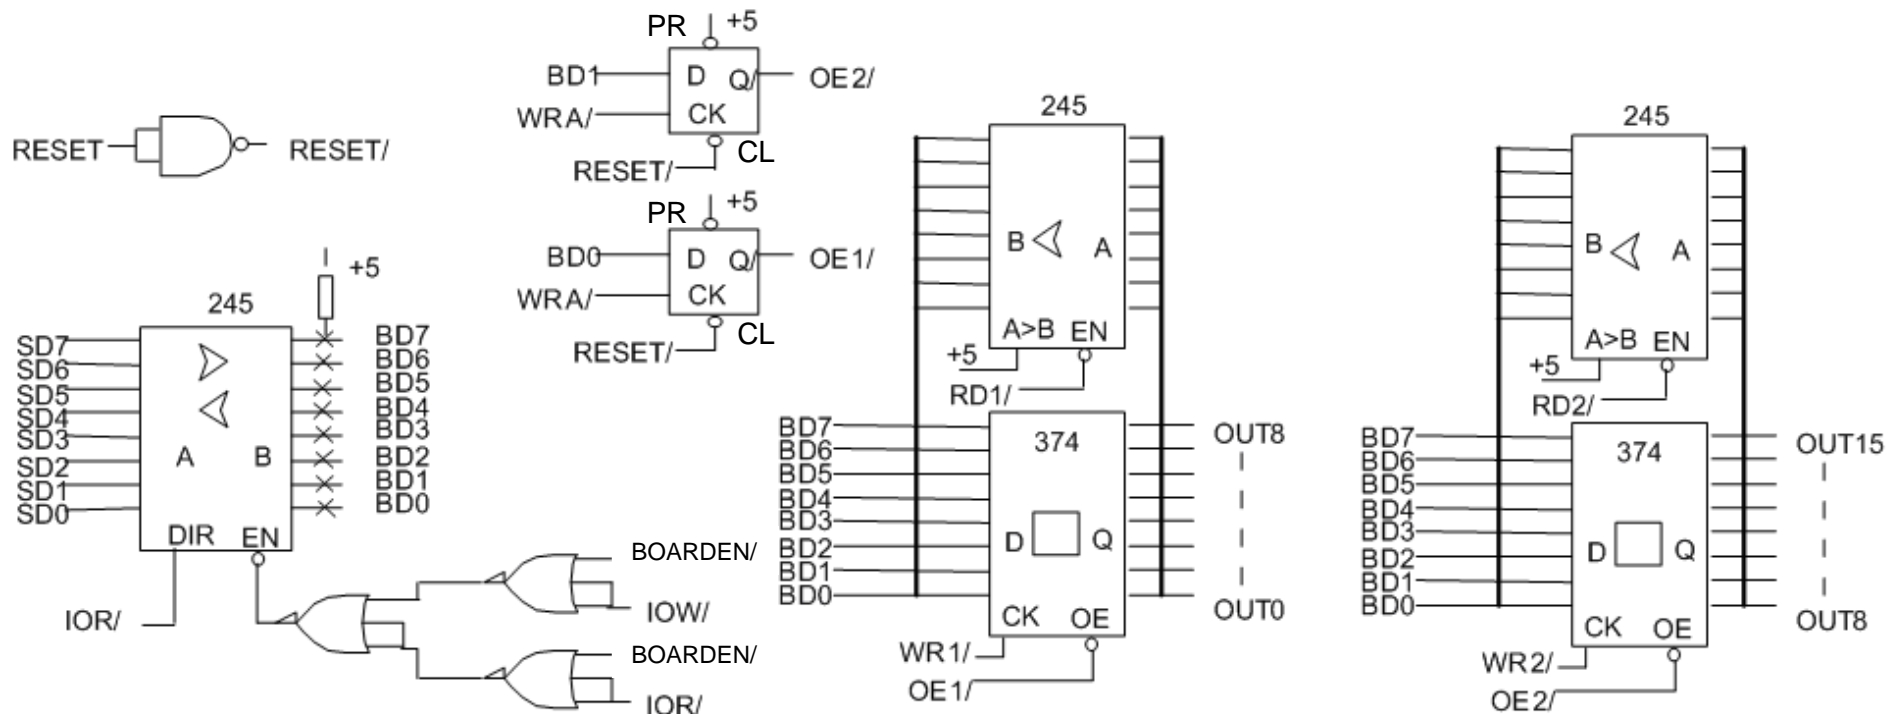 RESET
RESET/
PR
+5
BD1
D
Q/
OE2/
WRA/
CK
RESET/
CL
PR
+5
BD0
D
Q/
OE1/
WRA/
CK
RESET/
CL
245
+5
SD7
SD6
SD5
SD4
SD3
SD2
SD1
SD0
A
B
BD7
BD6
BD5
BD4
BD3
BD2
BD1
BD0
DIR
EN
IOR/
BOARDEN/
IOW/
BOARDEN/
IOR/
245
B
A
A>B
EN
+5
RD1/
BD7
BD6
BD5
BD4
BD3
BD2
BD1
BD0
374
D
Q
CK
OE
OUT8
OUT0
WR1/
OE1/
245
B
A
A>B
EN
+5
RD2/
BD7
BD6
BD5
BD4
BD3
BD2
BD1
BD0
374
D
Q
CK
OE
OUT15
OUT8
WR2/
OE2/